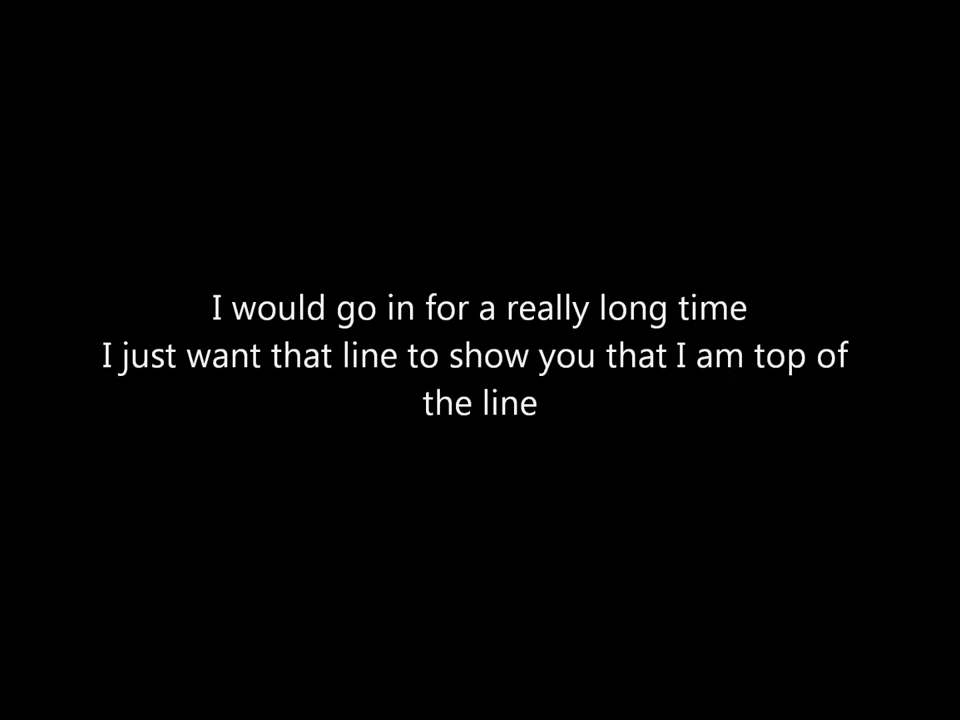 I would go in for a really long time
I just want that line to show you that I am top of
the line